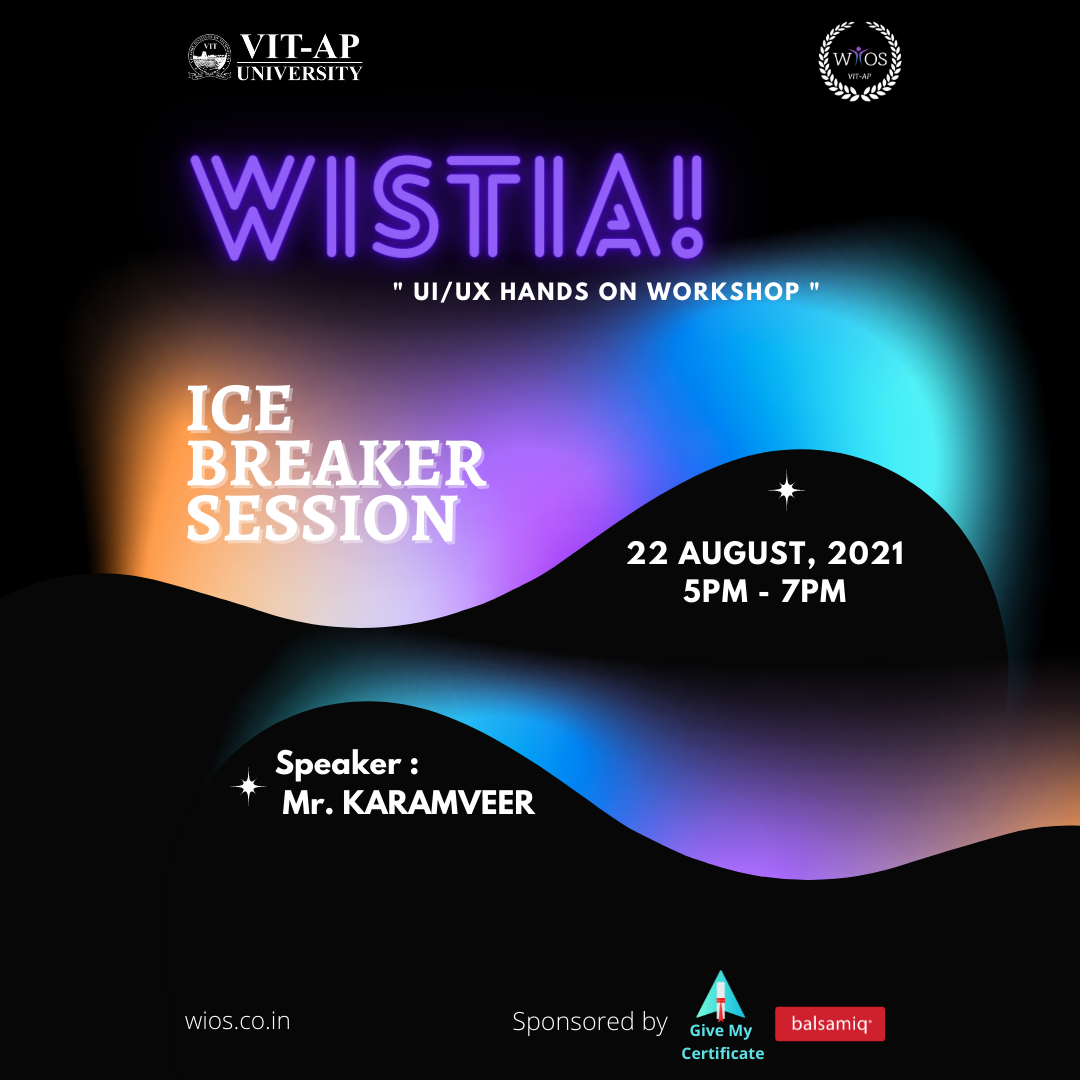 VIT
VIT-AP
UNIVERSITY
WIOS
VIT-AP
WISTIA!
" UI/UX HANDS ON WORKSHOP "
ICE
BREAKER
SESSION
22 AUGUST, 2021
5PM - 7PM
Speaker :
Mr. KARAMVEER
wios.co.in
Sponsored by
Give My
Certificate
balsamiq®